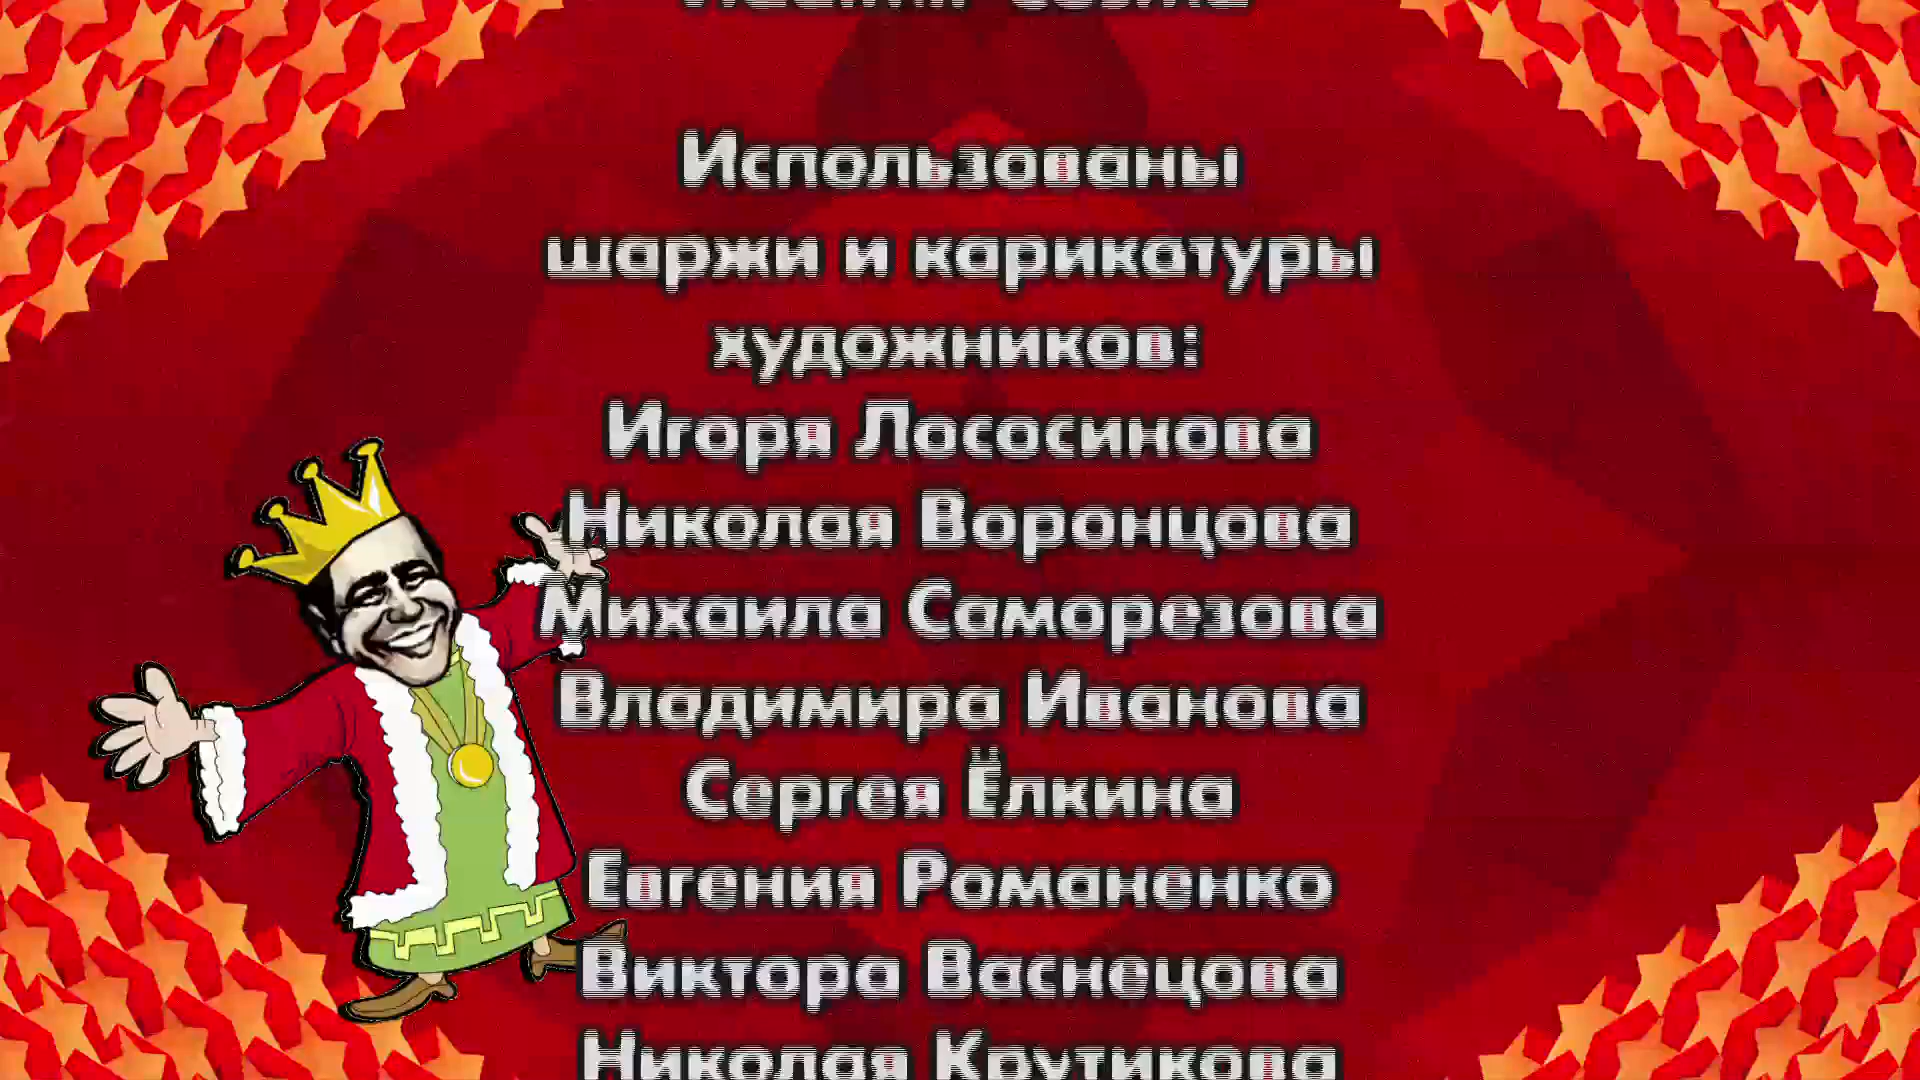 Использованы
шаржи и карикатуры
художников:
Игоря Лососинова
Николая Воронцова
Михаила Саморезова
Владимира Иванова
Сергея Ёлкина
Евгения Романенко
Виктора Васнецова
Николая Крутикова